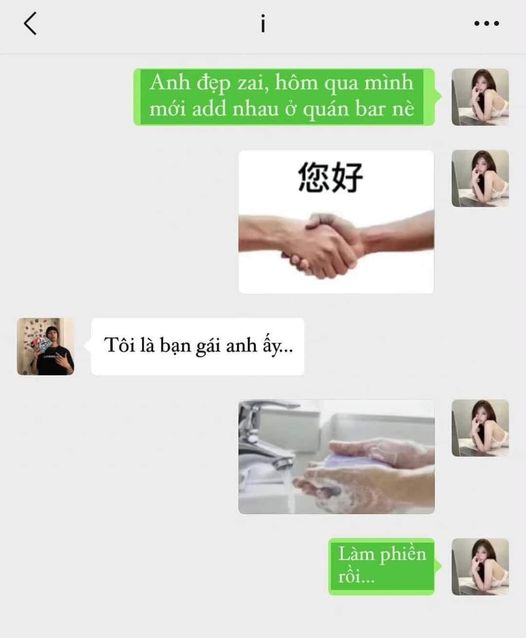 i
Anh đẹp zai, hôm qua mình
mới add nhau ở quán bar nè
您好
Tôi là bạn gái anh ấy...
Làm phiền
rồi...